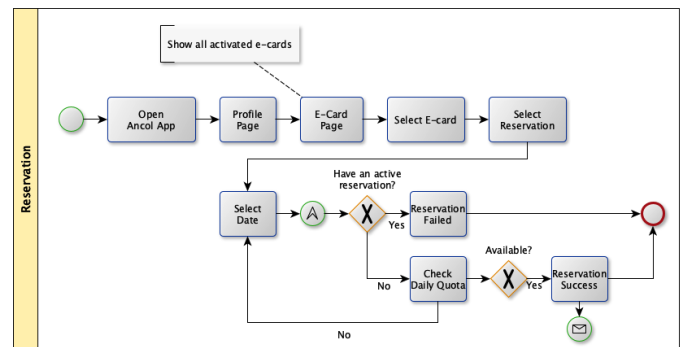 Reservation
Show all activated e-cards
Open
Ancol App
Profile
Page
E-Card
Page
Select E-card
Select
Reservation
Have an active
reservation?
Select
Date
Yes
Reservation
Failed
No
Check
Daily Quota
Available?
Yes
Reservation
Success
No